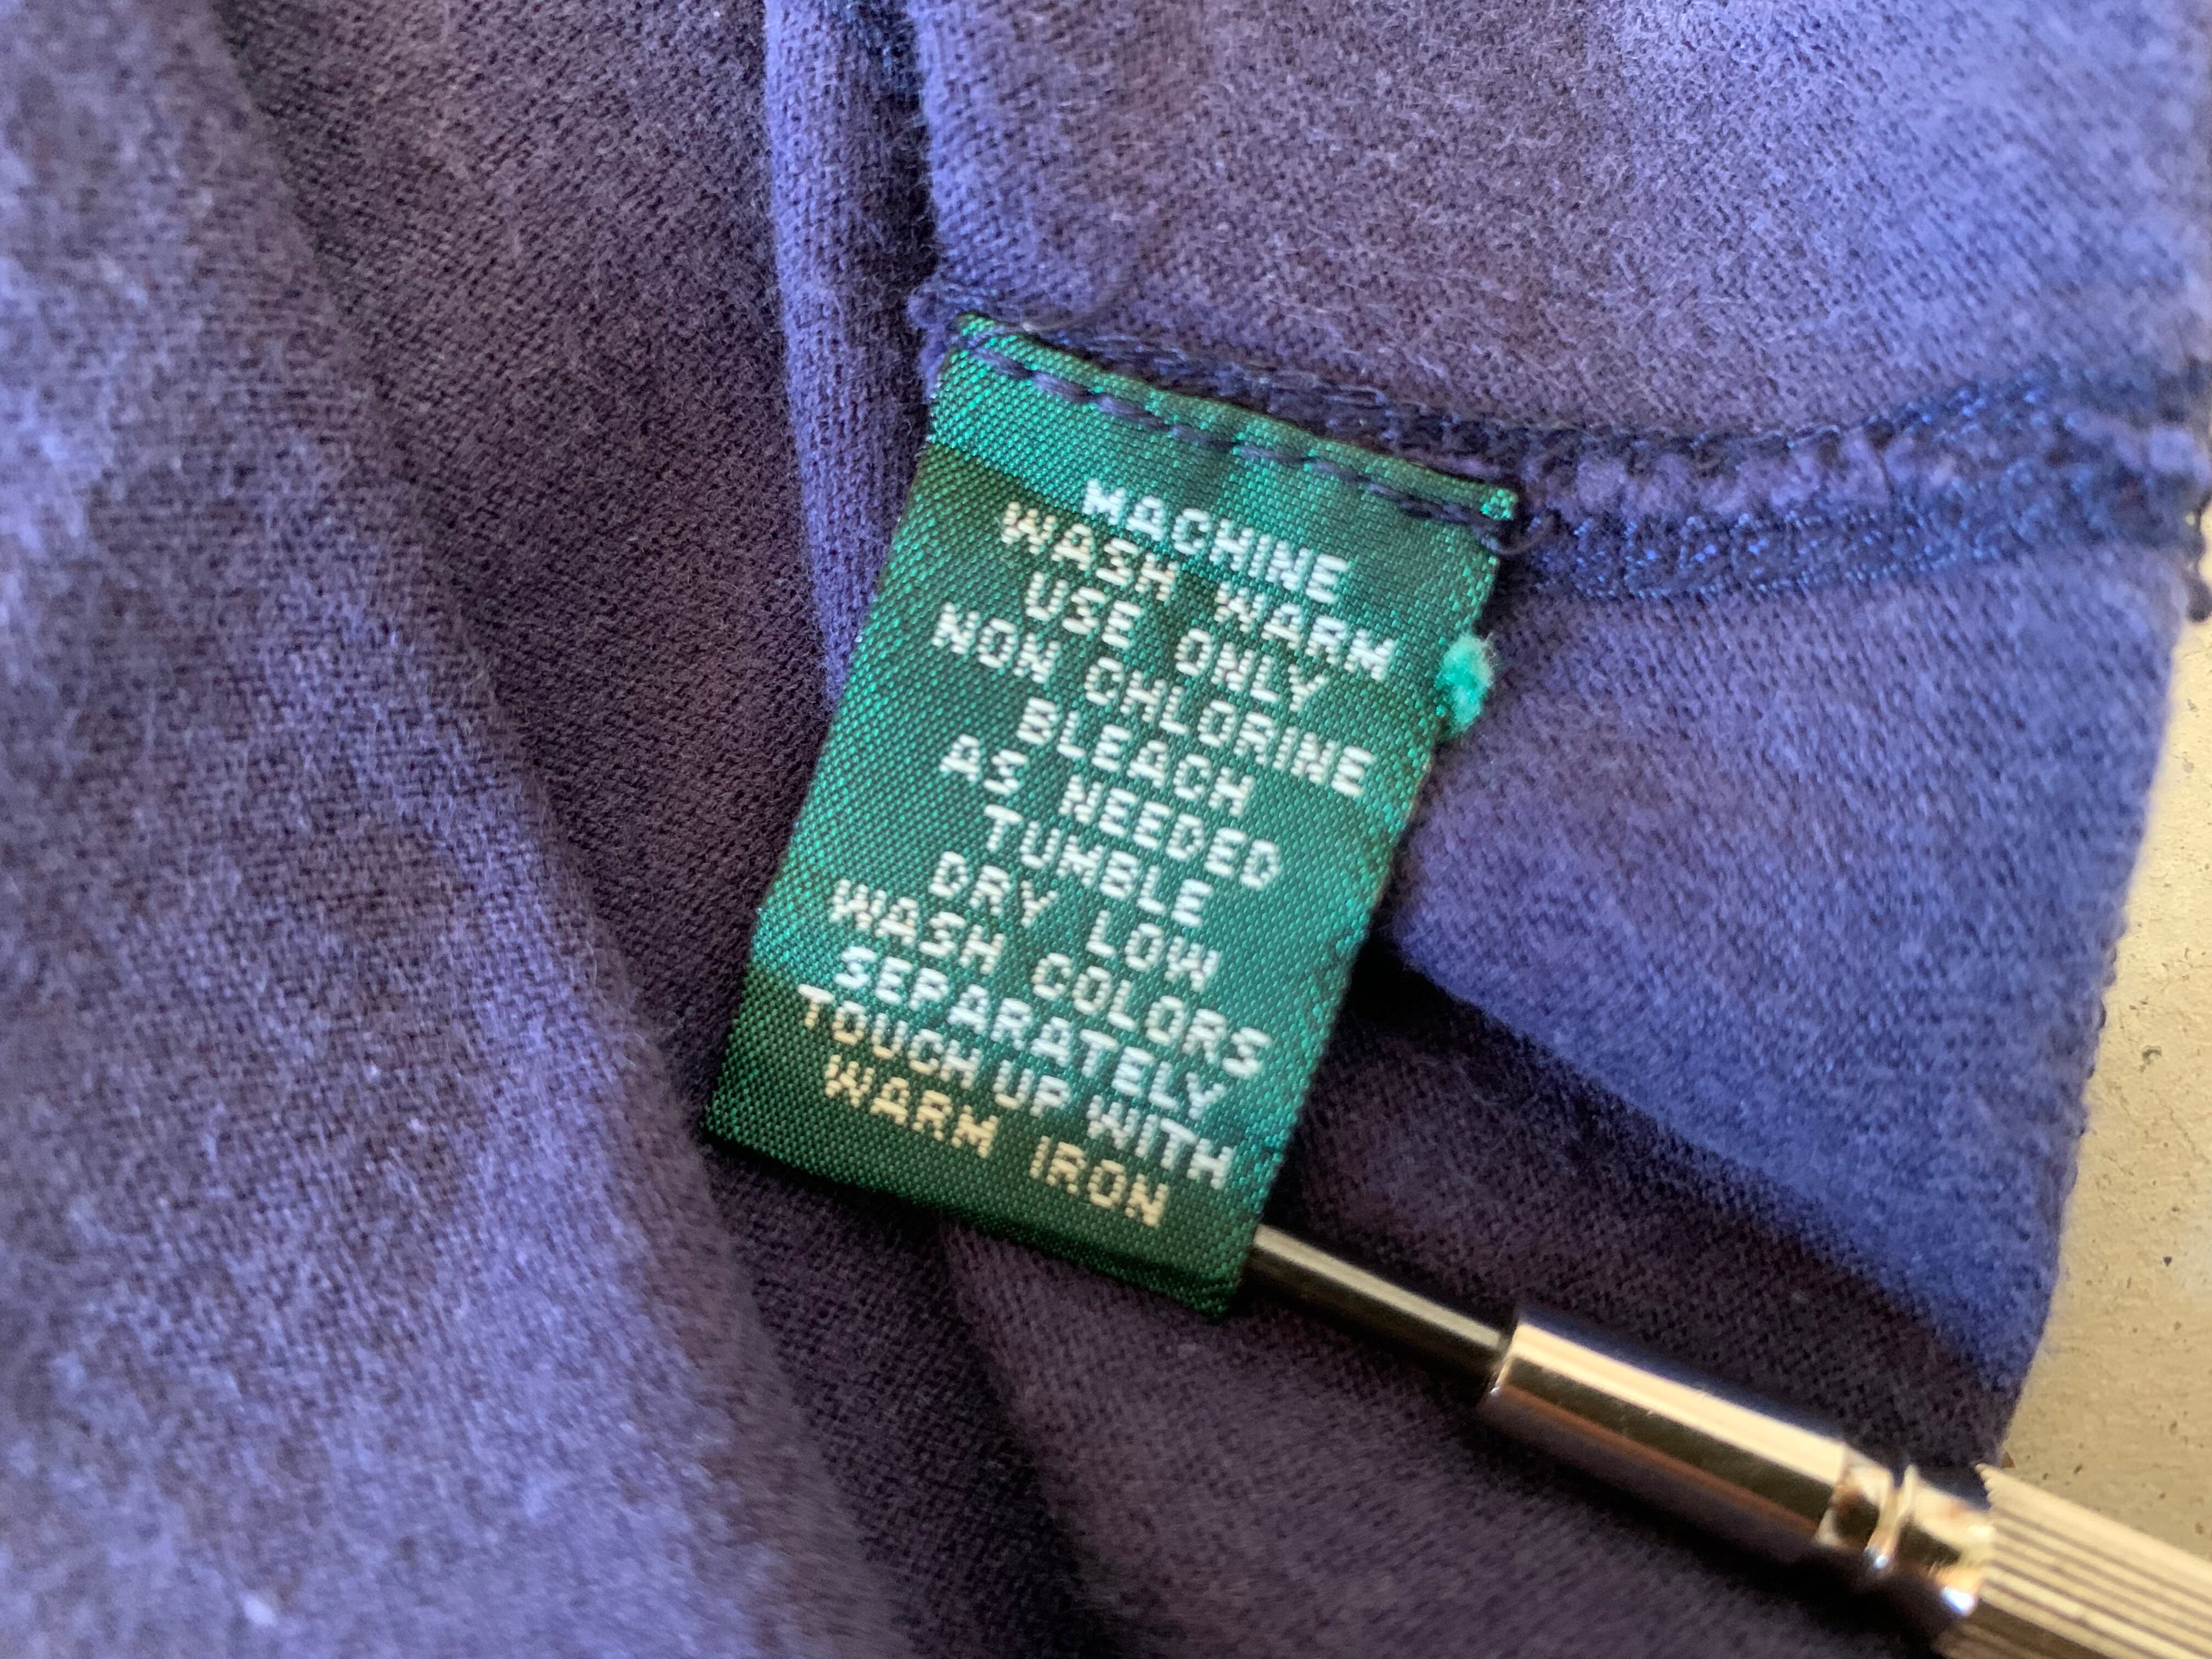 MACHINE
WASH WARM
USE ONLY
NON CHLORINE
BLEACH
AS NEEDED
TUMBLE
DRY LOW
WASH COLORS
SEPARATELY
TOUCH UP WITH
WARM IRON